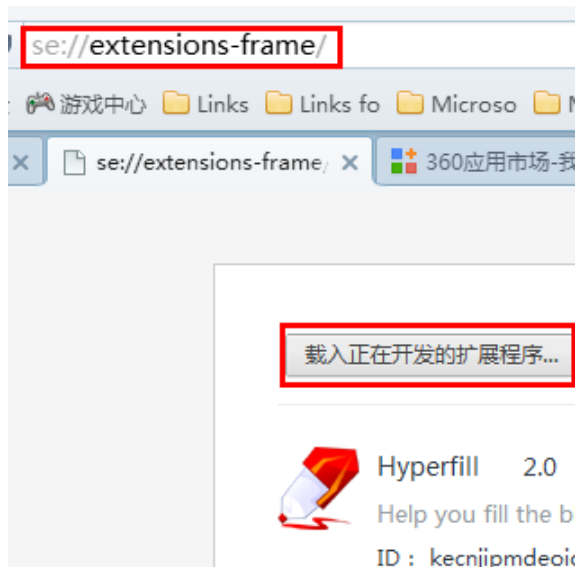 se://extensions-frame/
游戏中心 Links Links fo Microso
se://extensions-frame/ 360应用市场-我
载入正在开发的扩展程序...
Hyperfill 2.0
Help you fill the b
ID : kecnjipmdeoic